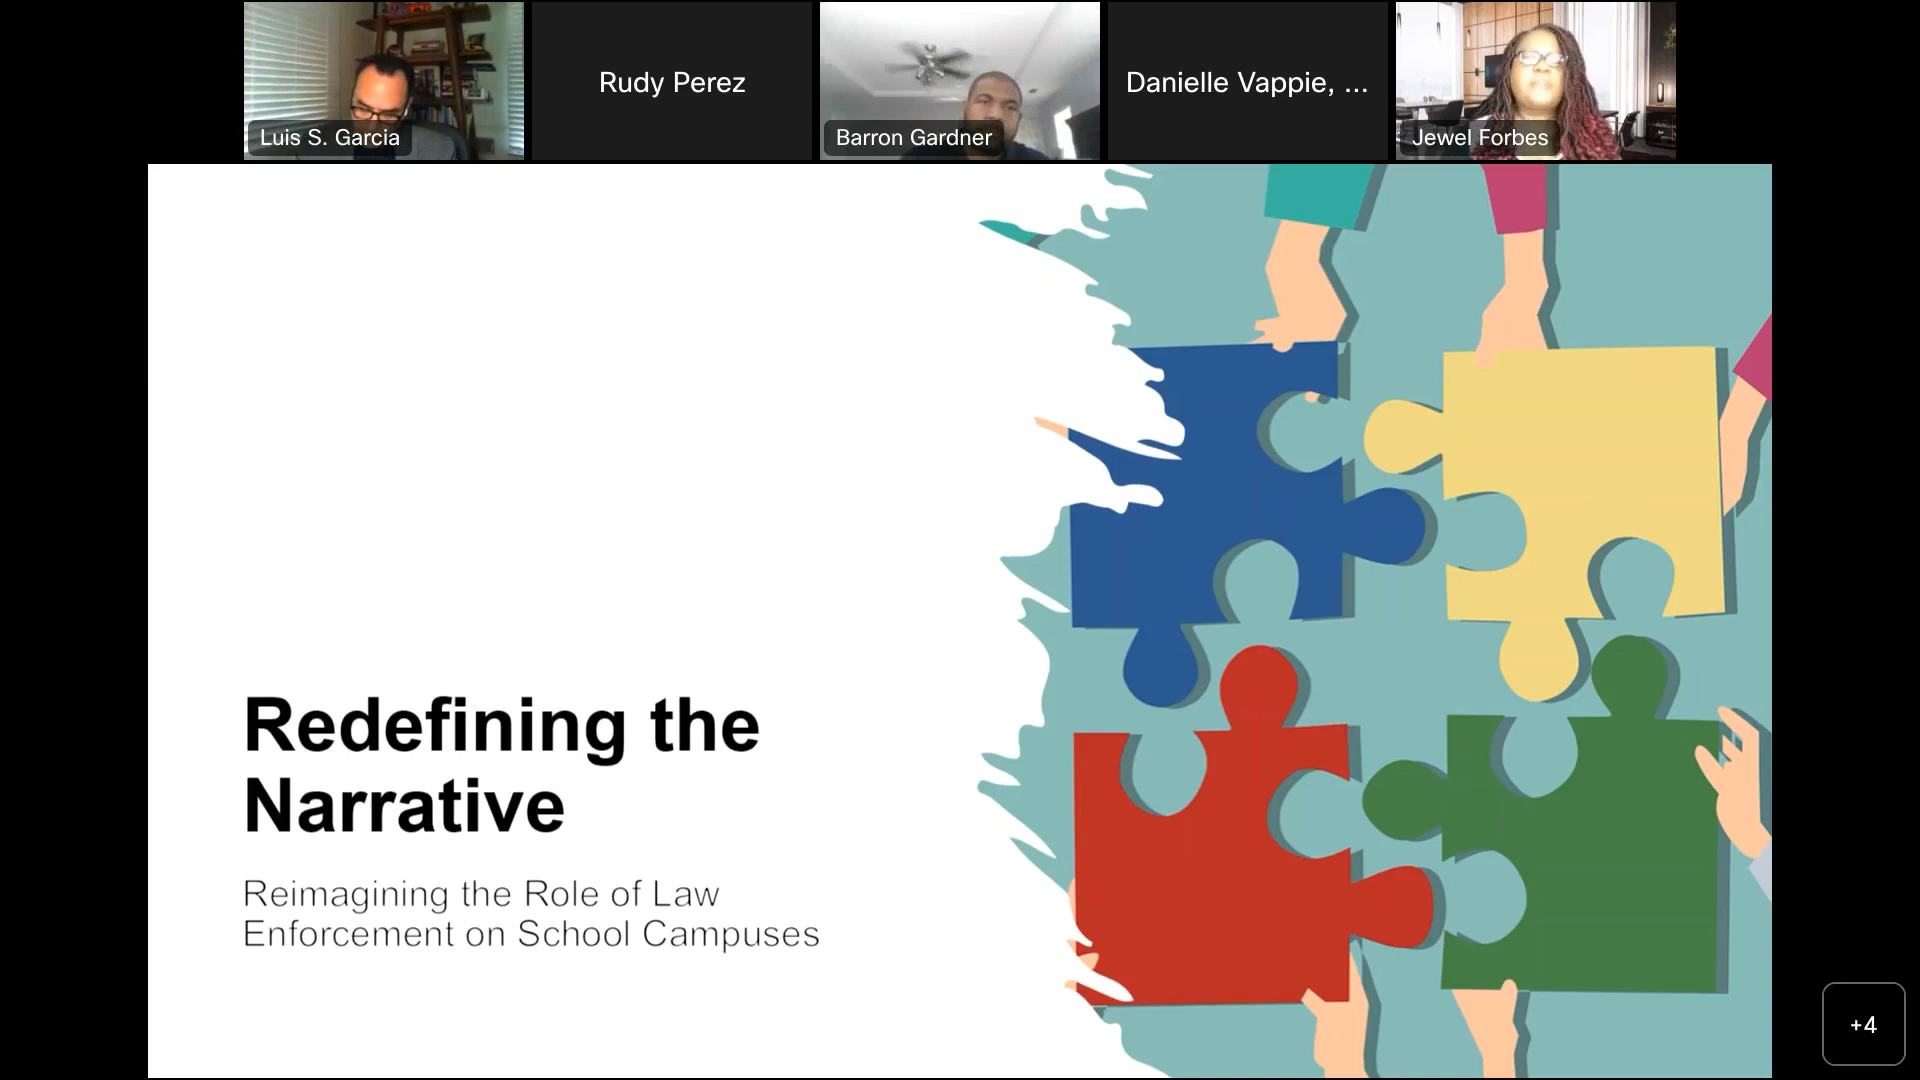 Luis S. Garcia
Rudy Perez
Barron Gardner
Danielle Vappie, ...
Jewel Forbes
Redefining the
Narrative
Reimagining the Role of Law
Enforcement on School Campuses
+4